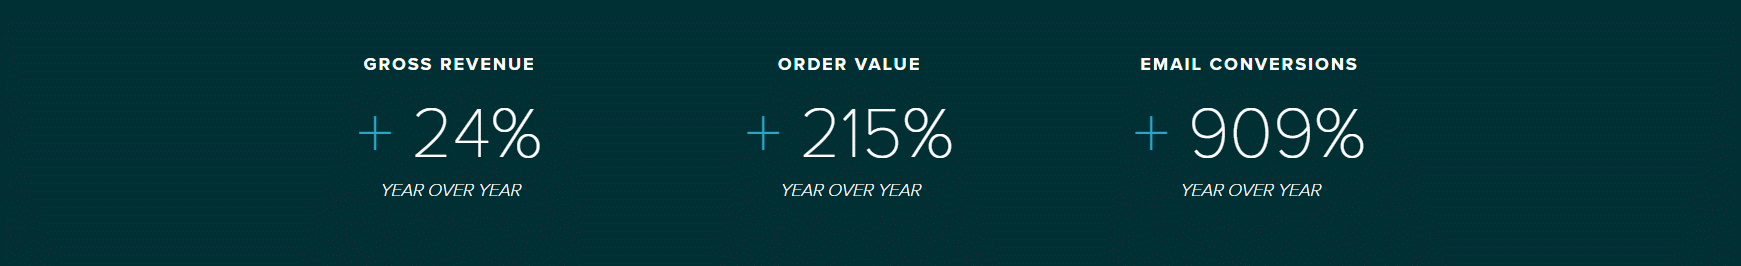 GROSS REVENUE
+ 24%
YEAR OVER YEAR
ORDER VALUE
+ 215%
YEAR OVER YEAR
EMAIL CONVERSIONS
+ 909%
YEAR OVER YEAR